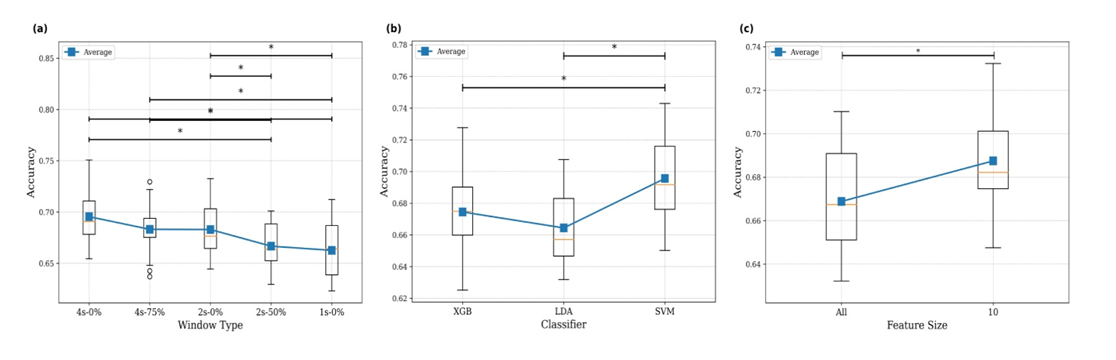 (a)
Average
0.85
0.80
0.75
0.70
0.65
Accuracy
*
*
*
*
*
4s-0% 4s-75% 2s-0% 2s-50% 1s-0%
Window Type
(b)
Average
0.78
0.76
0.74
0.72
0.70
0.68
0.66
0.64
0.62
Accuracy
*
*
XGB LDA SVM
Classifier
(c)
Average
0.74
0.72
0.70
0.68
0.66
0.64
Accuracy
*
All 10
Feature Size